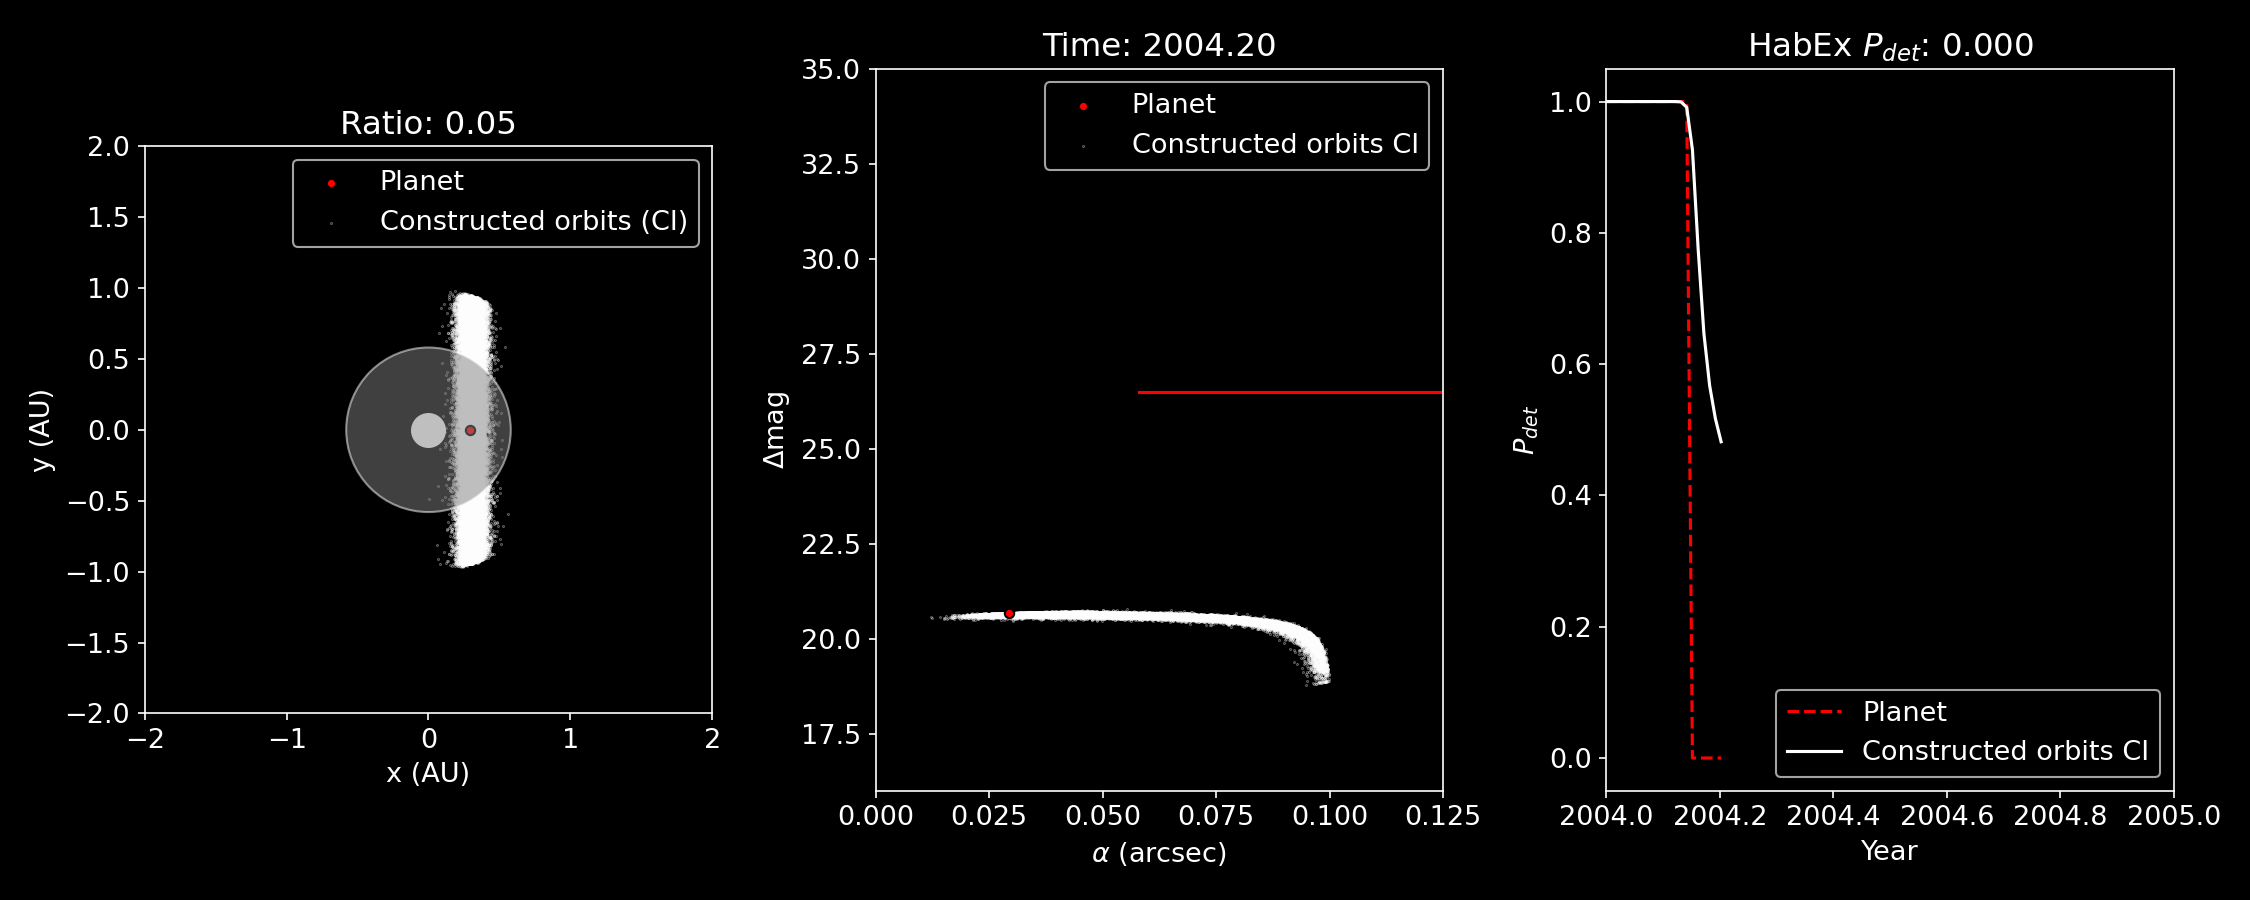 Ratio: 0.05
2.0
1.5
1.0
0.5
0.0
−0.5
−1.0
−1.5
−2.0
y (AU)
Planet
Constructed orbits (CI)
−2 −1 0 1 2
x (AU)
Time: 2004.20
35.0
32.5
30.0
27.5
25.0
22.5
20.0
17.5
Δmag
Planet
Constructed orbits CI
0.000 0.025 0.050 0.075 0.100 0.125
α (arcsec)
HabEx P_det: 0.000
1.0
0.8
0.6
0.4
0.2
0.0
P_det
Planet
Constructed orbits CI
2004.0 2004.2 2004.4 2004.6 2004.8 2005.0
Year